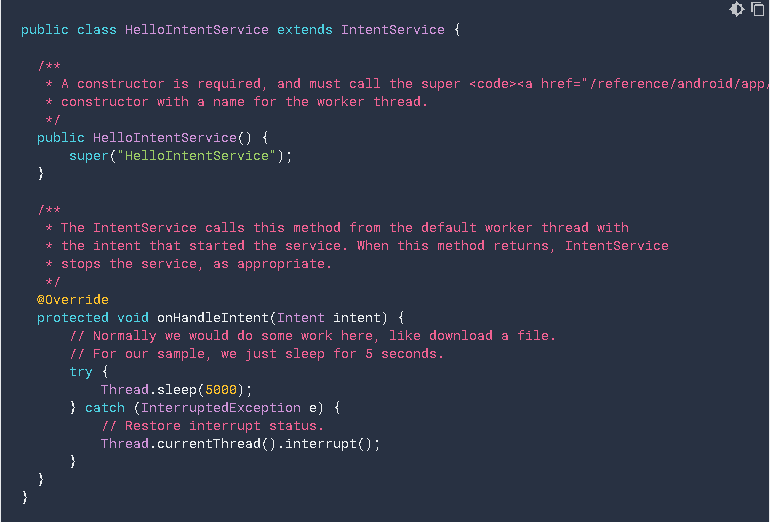 public class HelloIntentService extends IntentService {
/**
* A constructor is required, and must call the super <code><a href="/reference/android/app/
* constructor with a name for the worker thread.
*/
public HelloIntentService() {
super("HelloIntentService");
}
/**
* The IntentService calls this method from the default worker thread with
* the intent that started the service. When this method returns, IntentService
* stops the service, as appropriate.
*/
@Override
protected void onHandleIntent(Intent intent) {
// Normally we would do some work here, like download a file.
// For our sample, we just sleep for 5 seconds.
try {
Thread.sleep(5000);
} catch (InterruptedException e) {
// Restore interrupt status.
Thread.currentThread().interrupt();
}
}
}